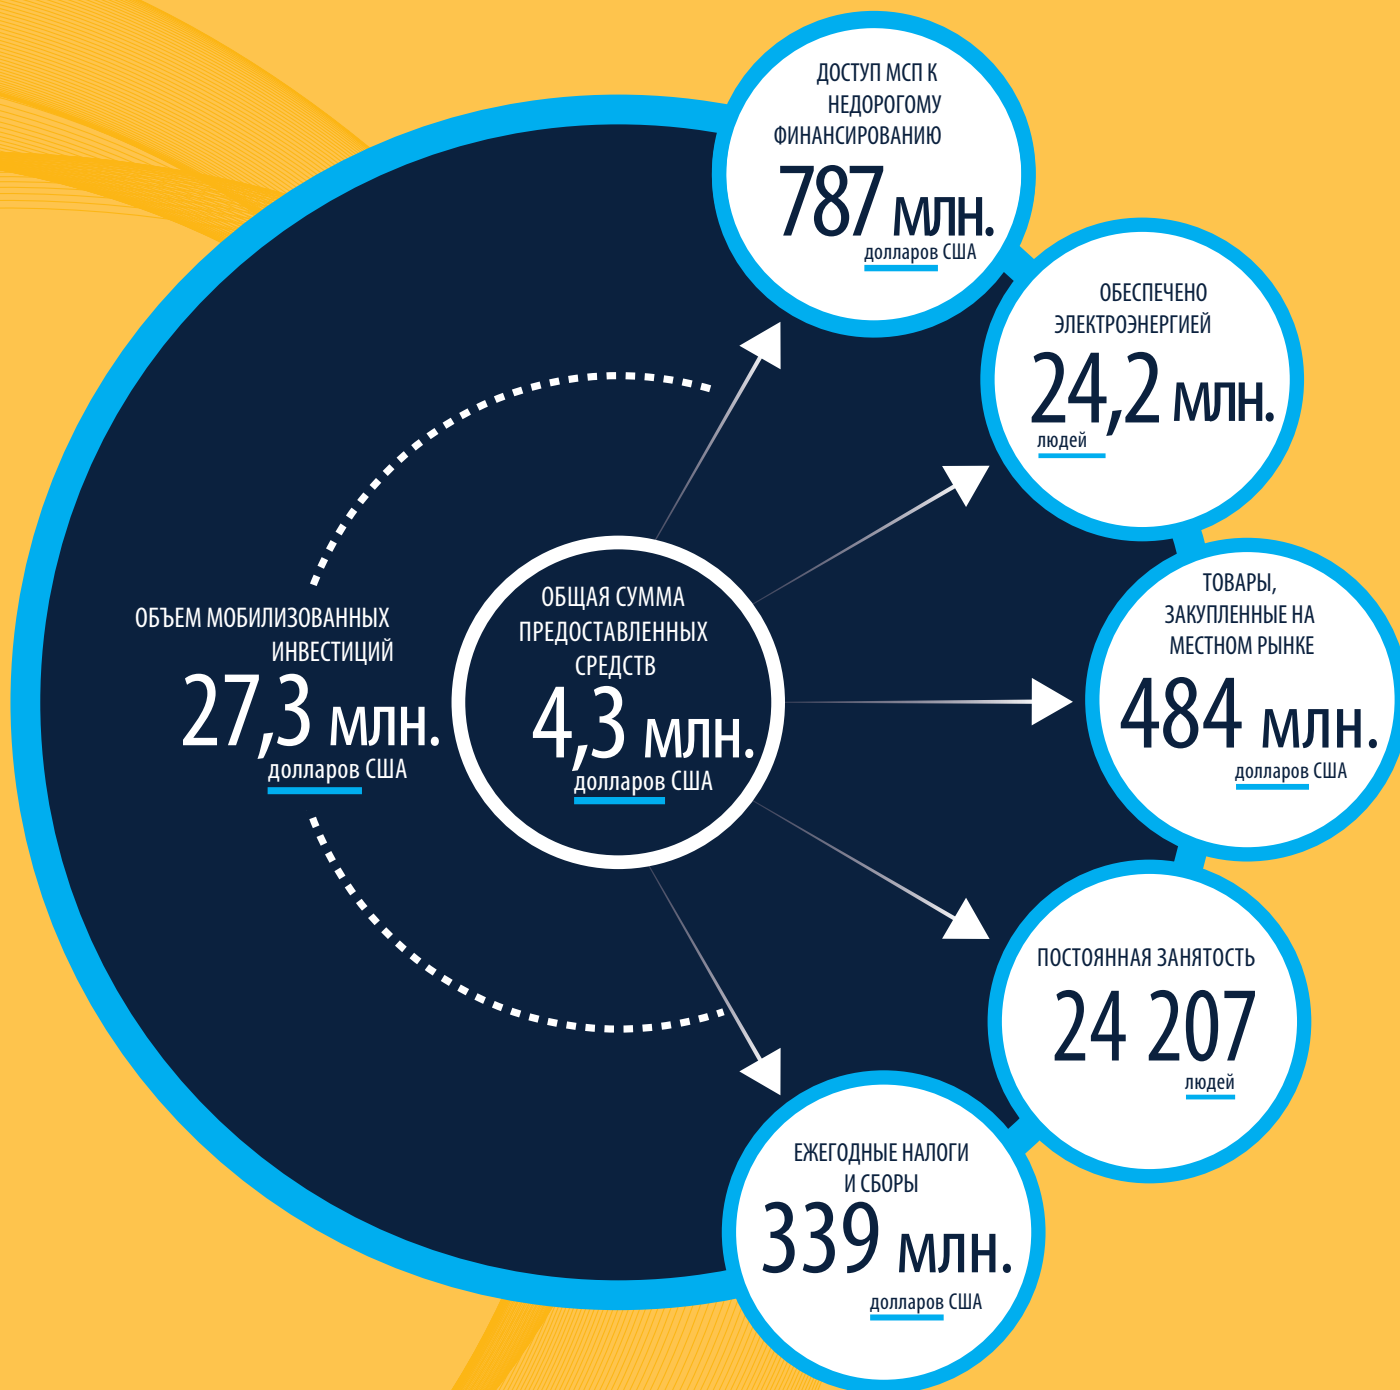 ДОСТУП МСП К
НЕДОРОГОМУ
ФИНАНСИРОВАНИЮ
787 млн.
долларов США
ОБЕСПЕЧЕНО
ЭЛЕКТРОЭНЕРГИЕЙ
24,2 млн.
людей
ОБЪЕМ МОБИЛИЗОВАННЫХ
ИНВЕСТИЦИЙ
27,3 млн.
долларов США
ОБЩАЯ СУММА
ПРЕДОСТАВЛЕННЫХ
СРЕДСТВ
4,3 млн.
долларов США
ТОВАРЫ,
ЗАКУПЛЕННЫЕ НА
МЕСТНОМ РЫНКЕ
484 млн.
долларов США
ПОСТОЯННАЯ ЗАНЯТОСТЬ
24 207
людей
ЕЖЕГОДНЫЕ НАЛОГИ
И СБОРЫ
339 млн.
долларов США